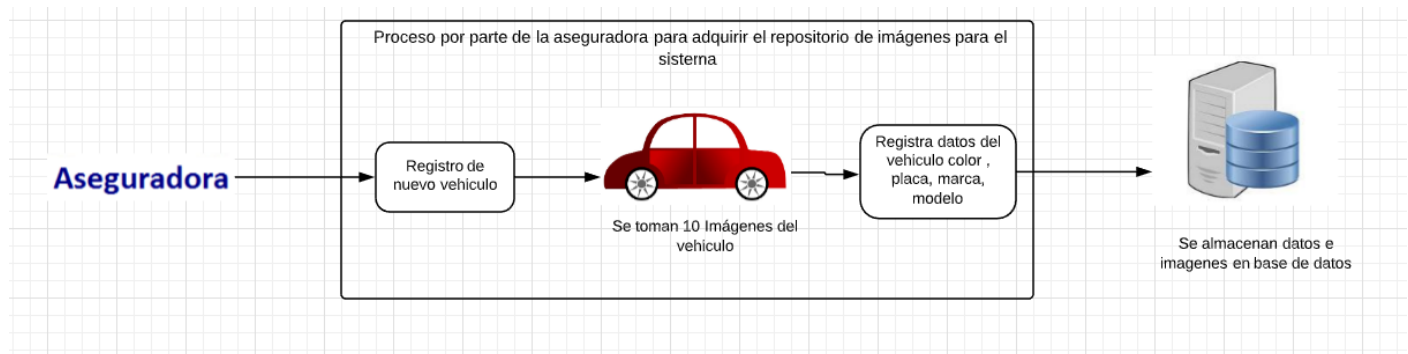 Proceso por parte de la aseguradora para adquirir el repositorio de imágenes para el
sistema
Aseguradora
Registro de
nuevo vehiculo
Se toman 10 Imágenes del
vehiculo
Registra datos del
vehiculo color ,
placa, marca,
modelo
Se almacenan datos e
imagenes en base de datos